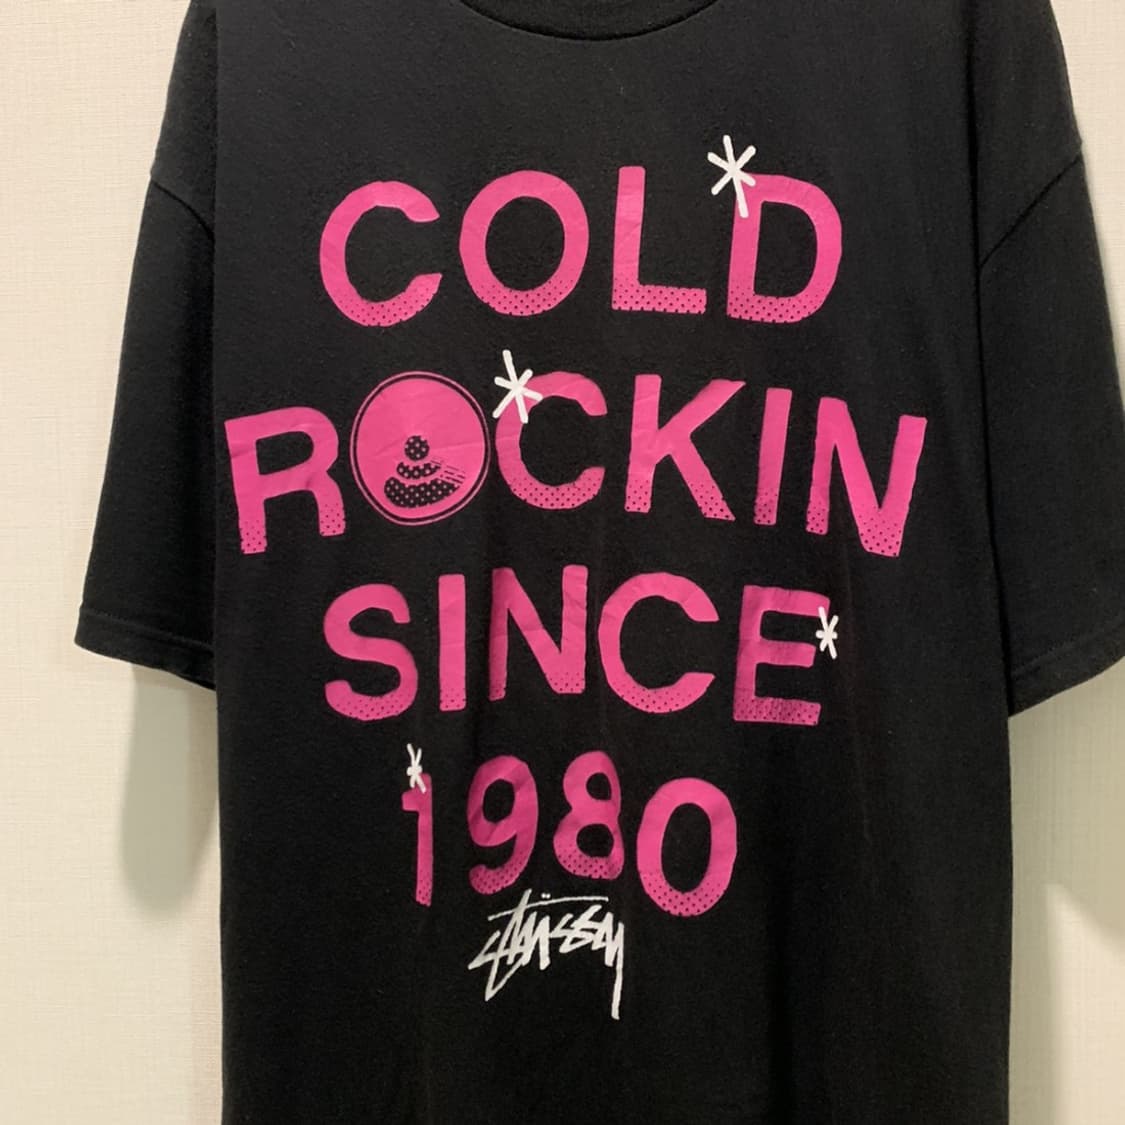 COLD
ROCKIN
SINCE
1980
Stüssy